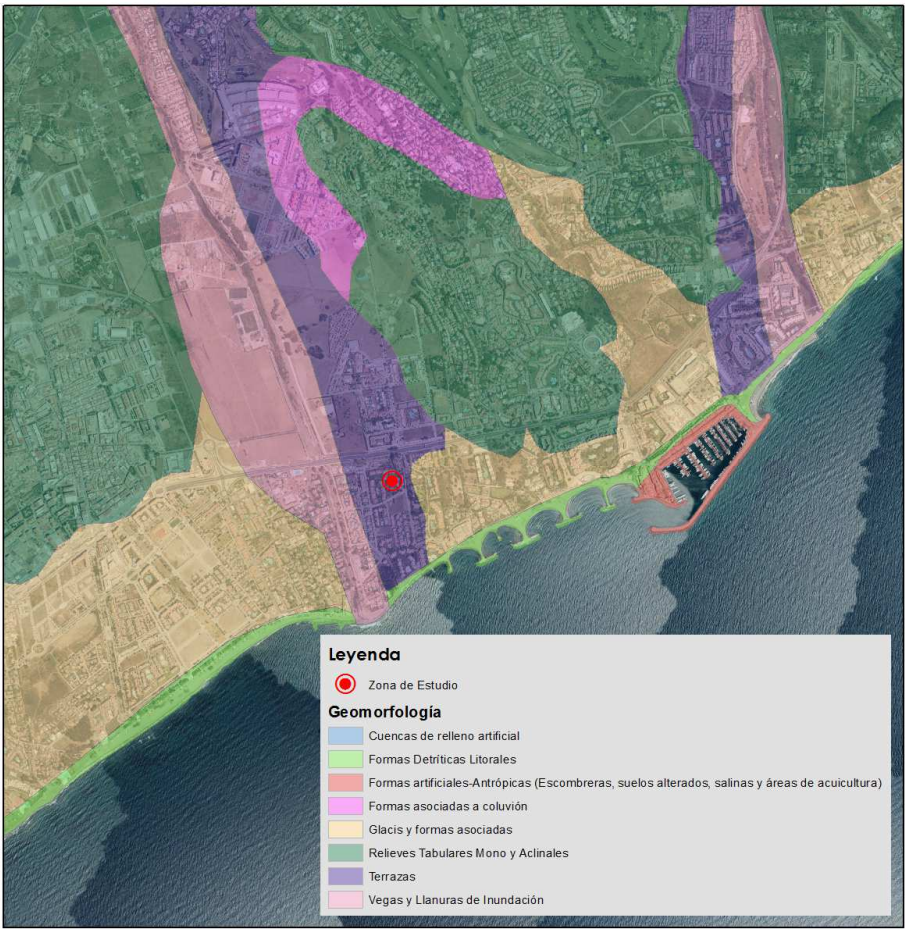 Leyenda
Zona de Estudio
Geomorfología
Cuencas de relleno artificial
Formas Detríticas Litorales
Formas artificiales-Antrópicas (Escombreras, suelos alterados, salinas y áreas de acuicultura)
Formas asociadas a coluvión
Glacis y formas asociadas
Relieves Tabulares Mono y Aclinales
Terrazas
Vegas y Llanuras de Inundación